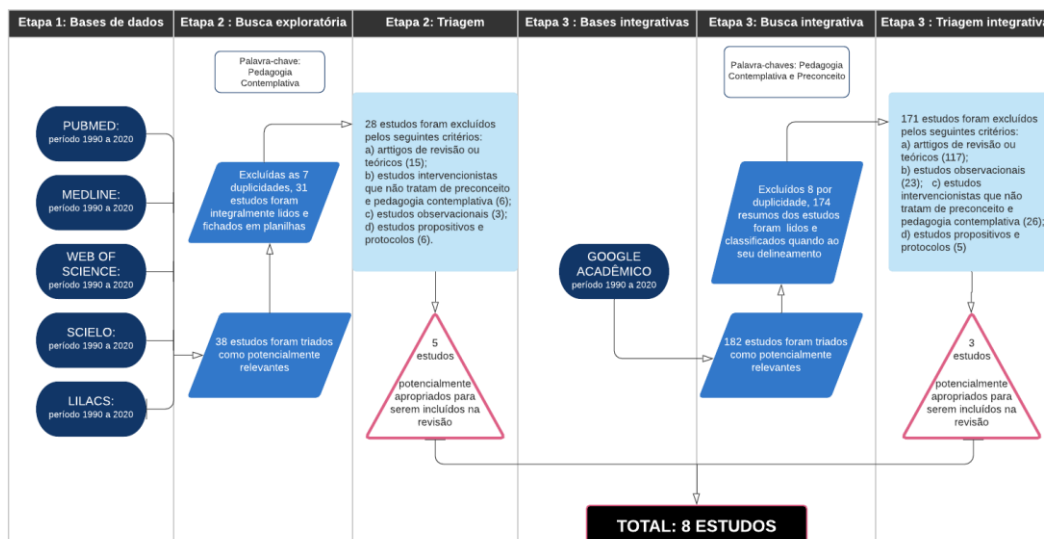 Etapa 1: Bases de dados
Etapa 2 : Busca exploratória
Etapa 2: Triagem
Etapa 3 : Bases integrativas
Etapa 3: Busca integrativa
Etapa 3 : Triagem integrativa
Palavra-chave:
Pedagogia
Contemplativa
Palavra-chaves: Pedagogia
Contemplativa e Preconceito
PUBMED:
período 1990 a 2020
MEDLINE:
período 1990 a 2020
WEB OF
SCIENCE:
período 1990 a 2020
SCIELO:
período 1990 a 2020
LILACS:
período 1990 a 2020
Excluídas as 7
duplicidades, 31
estudos foram
integralmente lidos e
fichados em planilhas
38 estudos foram triados
como potencialmente
relevantes
28 estudos foram excluídos
pelos seguintes critérios:
a) arttigos de revisão ou
teóricos (15);
b) estudos intervencionistas
que não tratam de preconceito
e pedagogia contemplativa (6);
c) estudos observacionais (3);
d) estudos propositivos e
protocolos (6).
5
estudos
potencialmente
apropriados para
serem incluídos na
revisão
GOOGLE
ACADÊMICO
período 1990 a 2020
Excluídos 8 por
duplicidade, 174
resumos dos estudos
foram lidos e
classificados quando ao
seu delineamento
182 estudos foram triados
como potencialmente
relevantes
171 estudos foram excluídos
pelos seguintes critérios:
a) arttigos de revisão ou
teóricos (117);
b) estudos observacionais
(23); c) estudos
intervencionistas que não
tratam de preconceito e
pedagogia contemplativa (26);
d) estudos propositivos e
protocolos (5)
3
estudos
potencialmente
apropriados para
serem incluídos na
revisão
TOTAL: 8 ESTUDOS